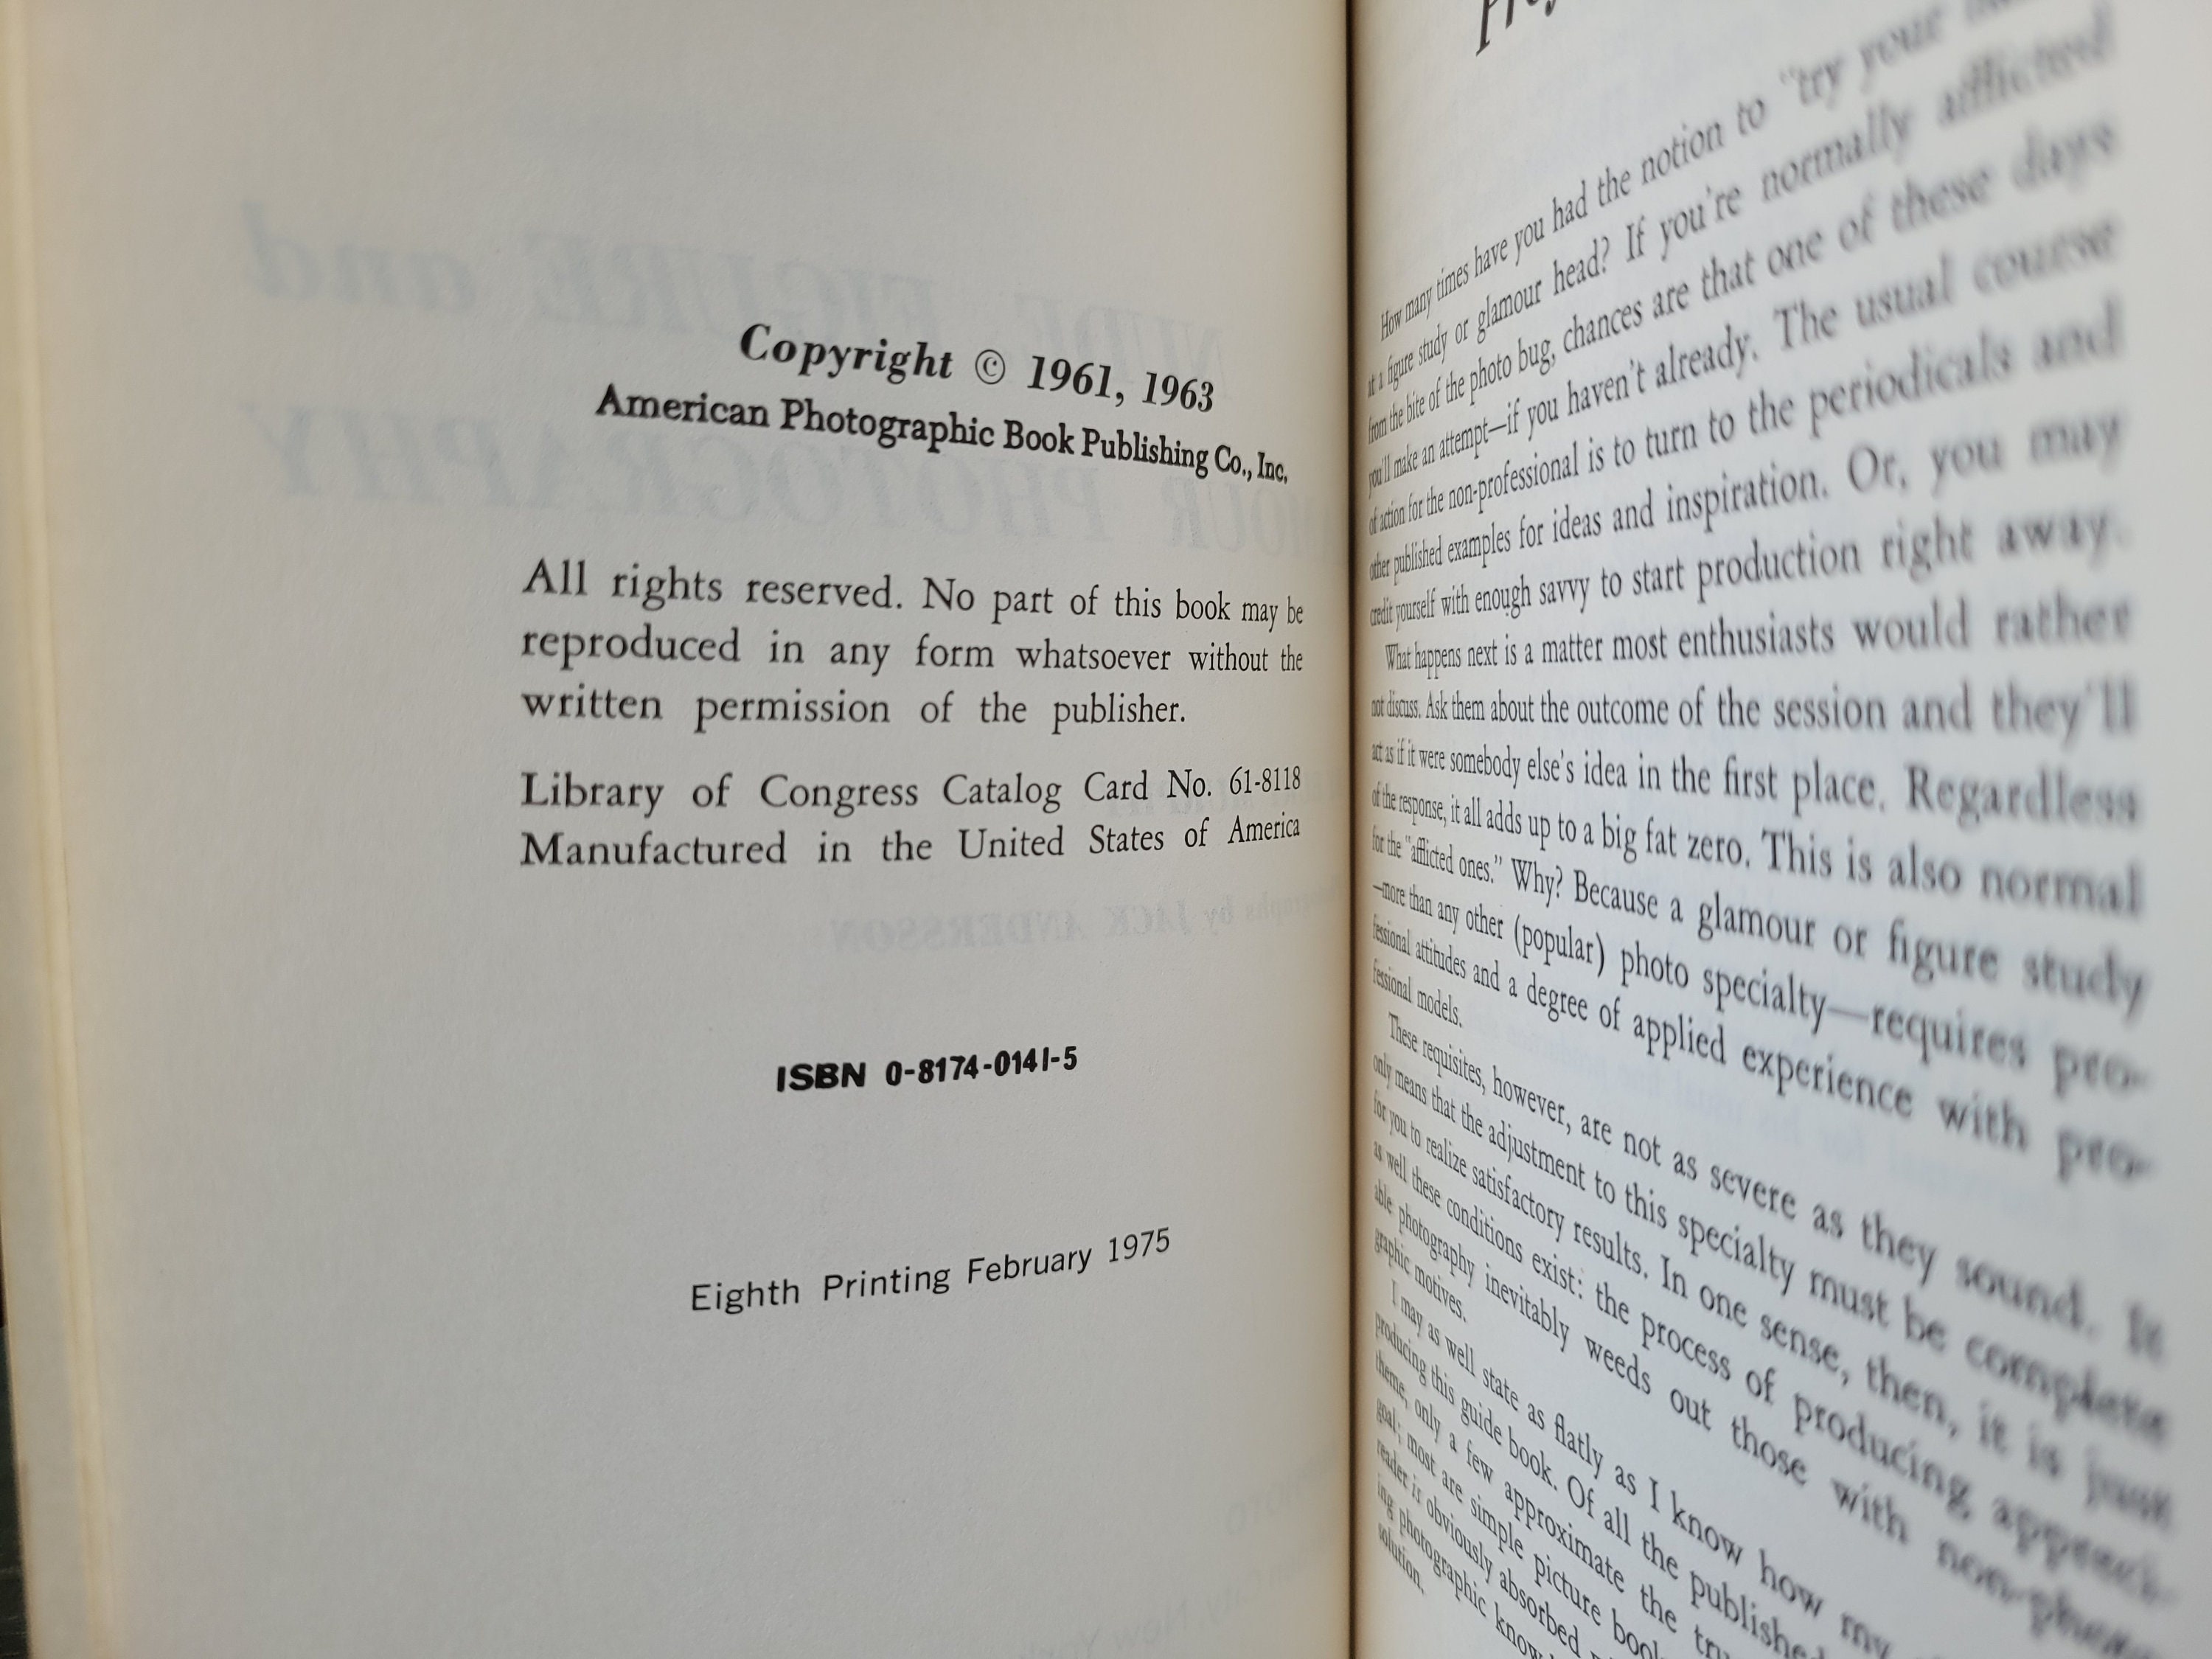 Copyright © 1961, 1963
American Photographic Book Publishing Co., Inc.
All rights reserved. No part of this book may be
reproduced in any form whatsoever without the
written permission of the publisher.
Library of Congress Catalog Card No. 61-8118
Manufactured in the United States of America
ISBN 0-8174-0141-5
Eighth Printing February 1975
How many times have you had the notion to "try your
at a figure study or glamour head? If you're normally afflicted
from the bite of the photo bug, chances are that one of these days
you'll make an attempt—if you haven't already. The usual course
of action for the non-professional is to turn to the periodicals and
other published examples for ideas and inspiration. Or, you may
credit yourself with enough savvy to start production right away.
What happens next is a matter most enthusiasts would rather
not discuss. Ask them about the outcome of the session and they'll
act as if it were somebody else's idea in the first place. Regardless
of the response, it all adds up to a big fat zero. This is also normal
for the "afflicted ones." Why? Because a glamour or figure study
—more than any other (popular) photo specialty—requires pro-
fessional attitudes and a degree of applied experience with pro-
fessional models.
These requisites, however, are not as severe as they sound. It
only means that the adjustment to this specialty must be complete
for you to realize satisfactory results. In one sense, then, it is just
as well these conditions exist: the process of producing appeach-
able photography inevitably weeds out those with non-photo-
graphic motives.
I may as well state as flatly as I know how my
producing this guide book. Of all the published
theme, only a few approximate the
goal; most are simple picture
reader is obviously absorbed
ing photographic
solution.
NUDE, FIGURE and
PHOTOGRAPHY
by JACK ANDERSSON